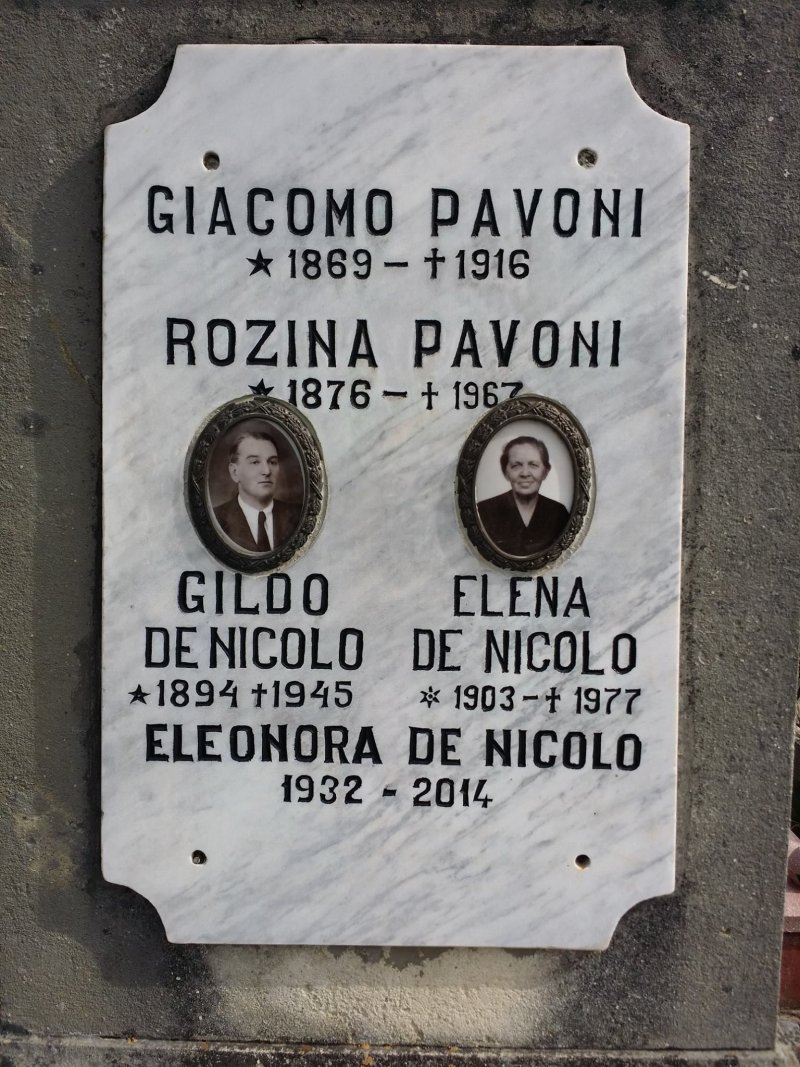 GIACOMO PAVONI
★1869 – ✝1916
ROZINA PAVONI
★1876 – ✝1967
GILDO
DE NICOLO
★1894 ✝1945
ELENA
DE NICOLO
★1903 – ✝1977
ELEONORA DE NICOLO
1932 - 2014